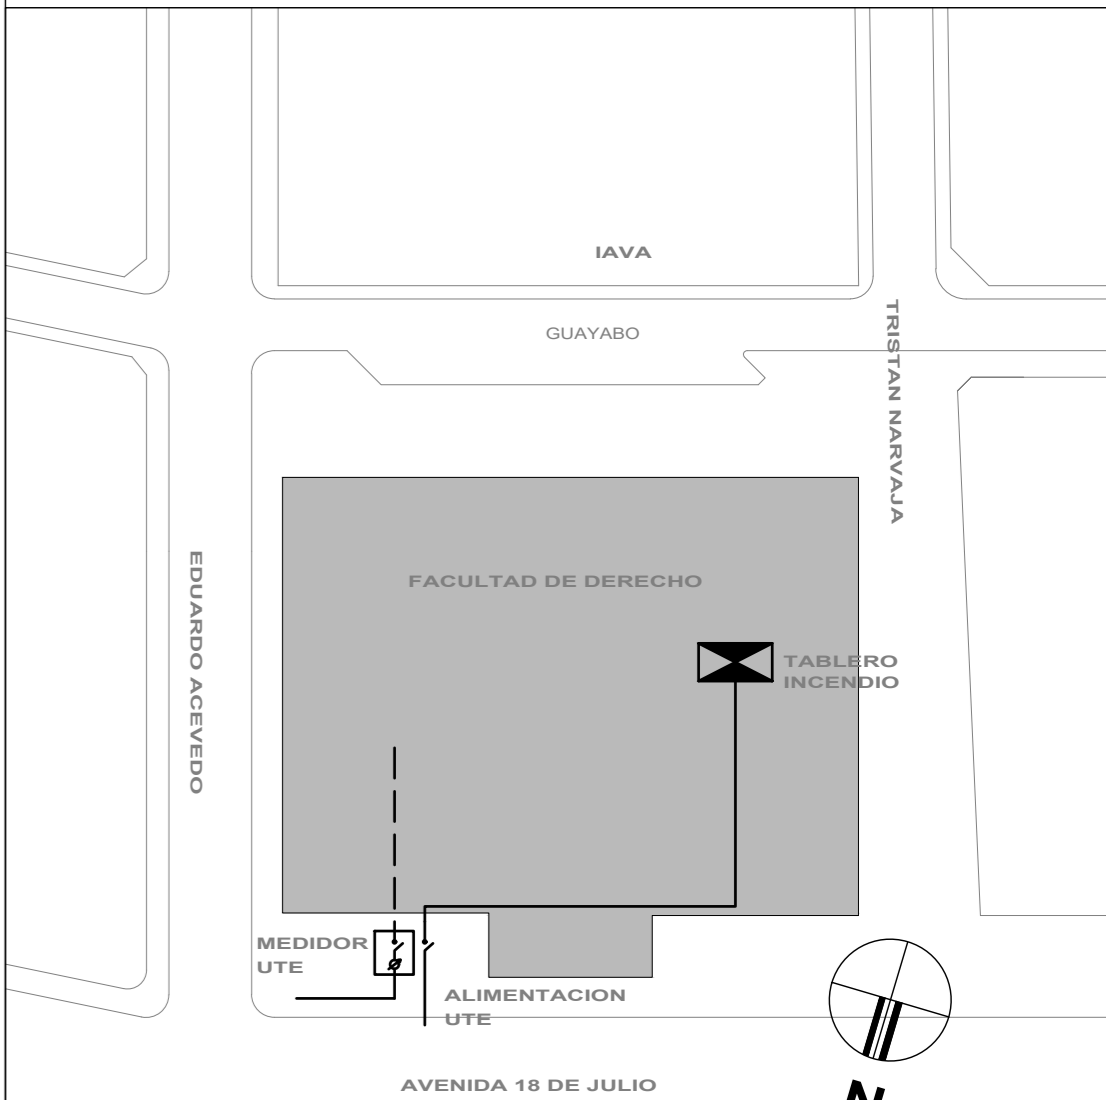 IAVA
GUAYABO
TRISTAN NARVAJA
FACULTAD DE DERECHO
EDUARDO ACEVEDO
TABLERO
INCENDIO
MEDIDOR
UTE
ALIMENTACION
UTE
AVENIDA 18 DE JULIO
N